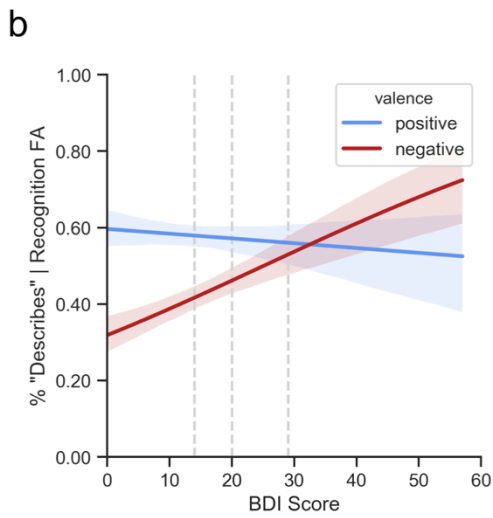 b
1.00
0.80
0.60
0.40
0.20
0.00
% "Describes" | Recognition FA
valence
positive
negative
0 10 20 30 40 50 60
BDI Score